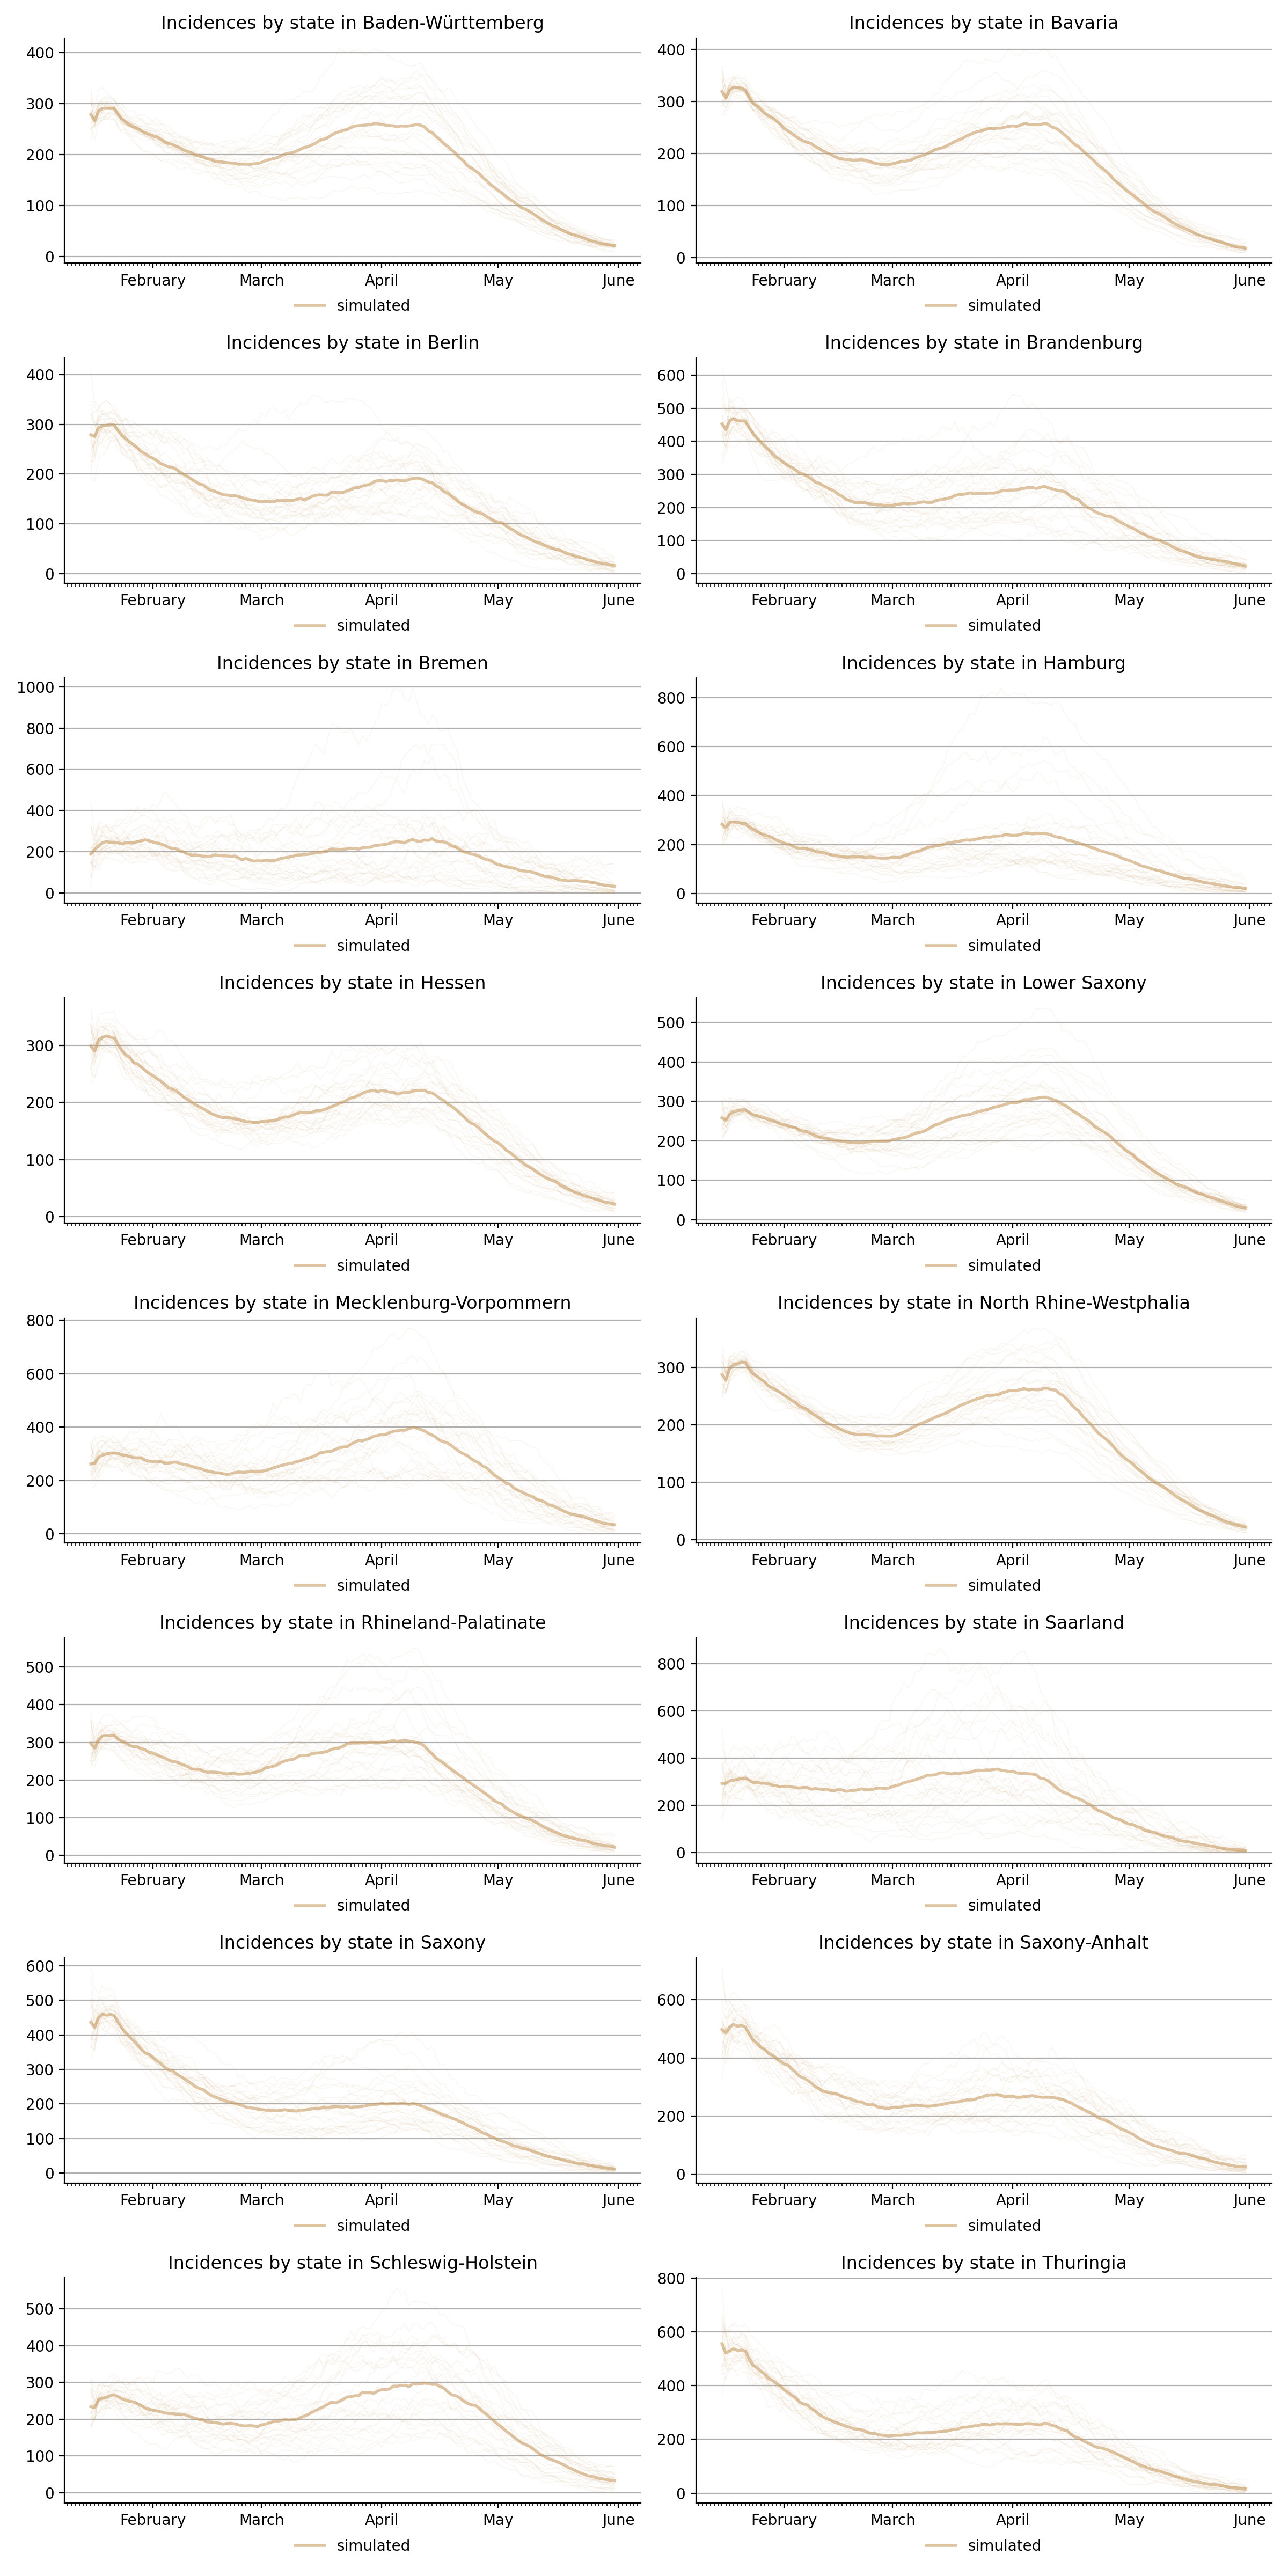 Incidences by state in Baden-Württemberg
400
300
200
100
0
February March April May June
simulated
Incidences by state in Bavaria
400
300
200
100
0
February March April May June
simulated
Incidences by state in Berlin
400
300
200
100
0
February March April May June
simulated
Incidences by state in Brandenburg
600
500
400
300
200
100
0
February March April May June
simulated
Incidences by state in Bremen
1000
800
600
400
200
0
February March April May June
simulated
Incidences by state in Hamburg
800
600
400
200
0
February March April May June
simulated
Incidences by state in Hessen
300
200
100
0
February March April May June
simulated
Incidences by state in Lower Saxony
500
400
300
200
100
0
February March April May June
simulated
Incidences by state in Mecklenburg-Vorpommern
800
600
400
200
0
February March April May June
simulated
Incidences by state in North Rhine-Westphalia
300
200
100
0
February March April May June
simulated
Incidences by state in Rhineland-Palatinate
500
400
300
200
100
0
February March April May June
simulated
Incidences by state in Saarland
800
600
400
200
0
February March April May June
simulated
Incidences by state in Saxony
600
500
400
300
200
100
0
February March April May June
simulated
Incidences by state in Saxony-Anhalt
600
400
200
0
February March April May June
simulated
Incidences by state in Schleswig-Holstein
500
400
300
200
100
0
February March April May June
simulated
Incidences by state in Thuringia
800
600
400
200
0
February March April May June
simulated